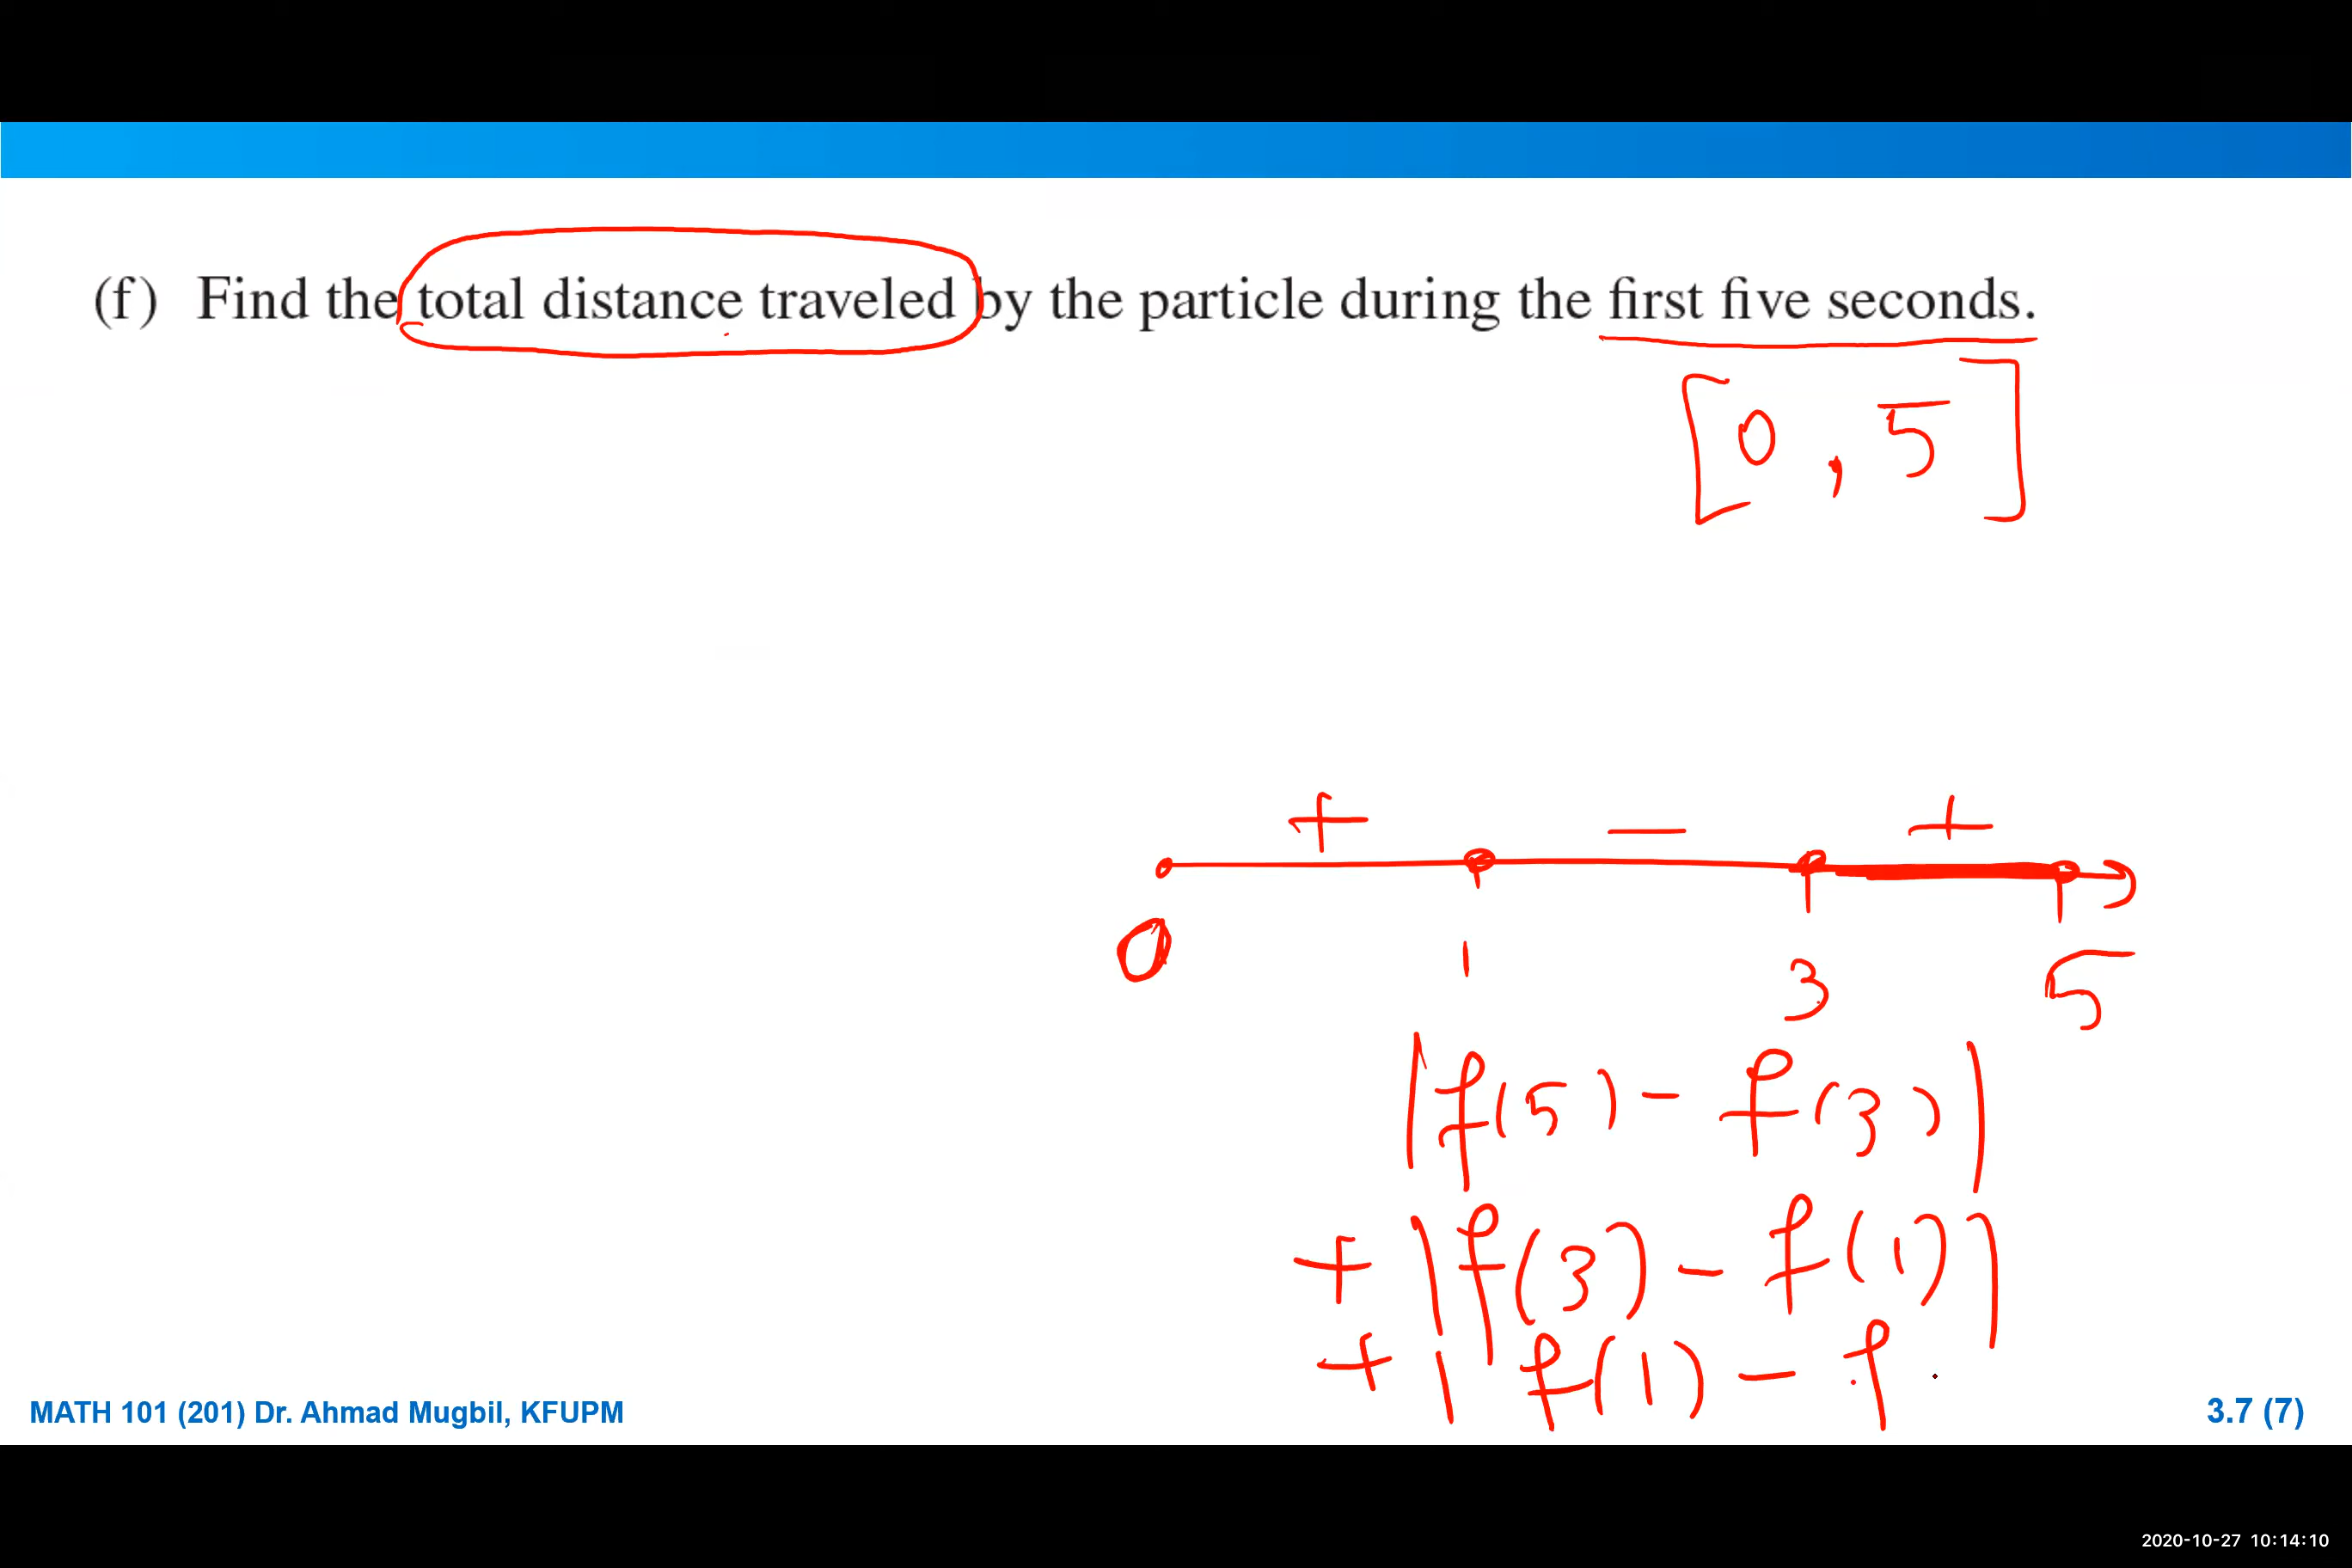 (f) Find the total distance traveled by the particle during the first five seconds.
[0, 5]
+ − +
0 1 3 5
|f(5) − f(3)|
+ |f(3) − f(1)|
+ | f(1) − f
MATH 101 (201) Dr. Ahmad Mugbil, KFUPM 3.7 (7)
2020-10-27 10:14:10